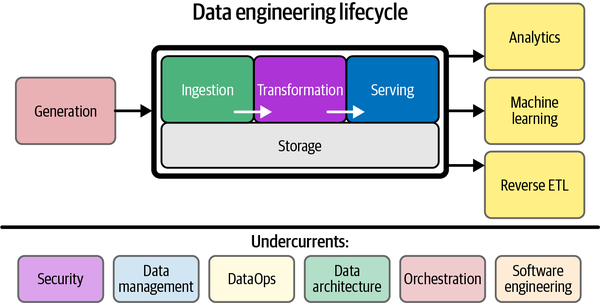 Data engineering lifecycle
Generation
Ingestion
Transformation
Serving
Storage
Analytics
Machine
learning
Reverse ETL
Undercurrents:
Security
Data
management
DataOps
Data
architecture
Orchestration
Software
engineering